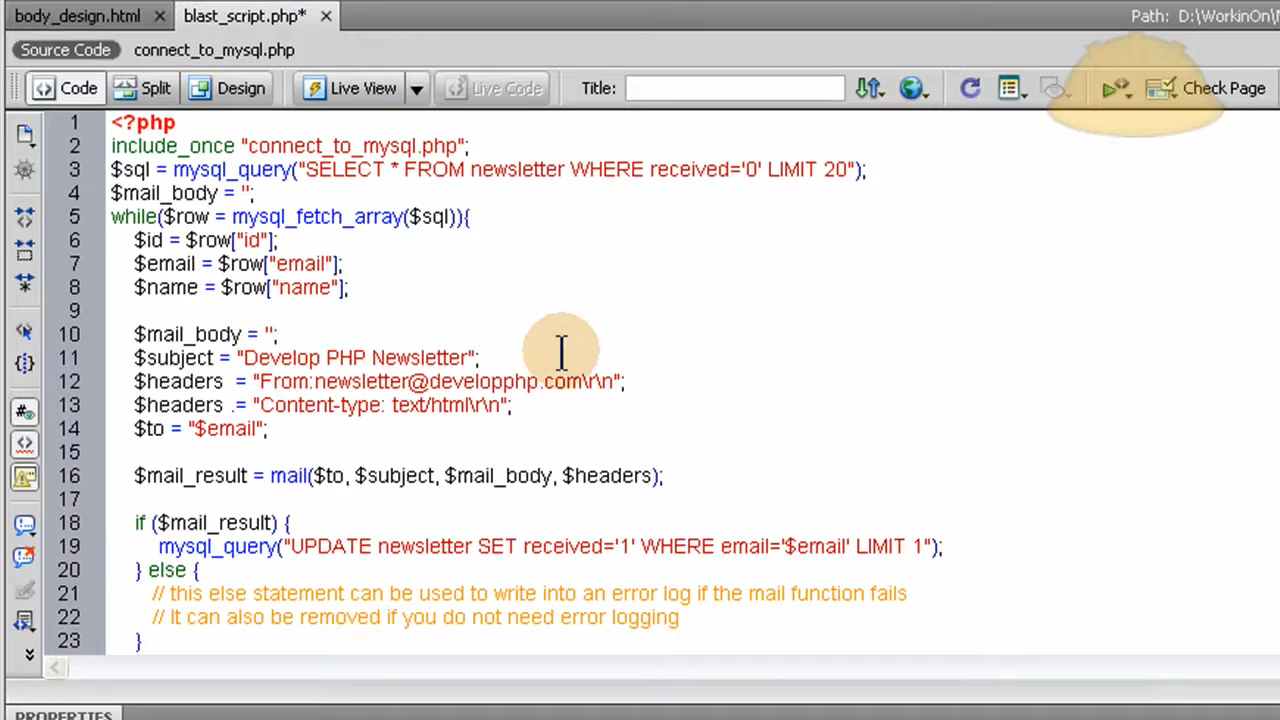 body_design.html × blast_script.php* × Path: D:\WorkinOn\
Source Code connect_to_mysql.php
Code Split Design Live View Live Code Title: Check Page
1 <?php
2 include_once "connect_to_mysql.php";
3 $sql = mysql_query("SELECT * FROM newsletter WHERE received='0' LIMIT 20");
4 $mail_body = '';
5 while($row = mysql_fetch_array($sql)){
6 $id = $row["id"];
7 $email = $row["email"];
8 $name = $row["name"];
9
10 $mail_body = '';
11 $subject = "Develop PHP Newsletter";
12 $headers  = "From:newsletter@developphp.com\r\n";
13 $headers .= "Content-type: text/html\r\n";
14 $to = "$email";
15
16 $mail_result = mail($to, $subject, $mail_body, $headers);
17
18 if ($mail_result) {
19 mysql_query("UPDATE newsletter SET received='1' WHERE email='$email' LIMIT 1");
20 } else {
21 // this else statement can be used to write into an error log if the mail function fails
22 // It can also be removed if you do not need error logging
23 }
PROPERTIES